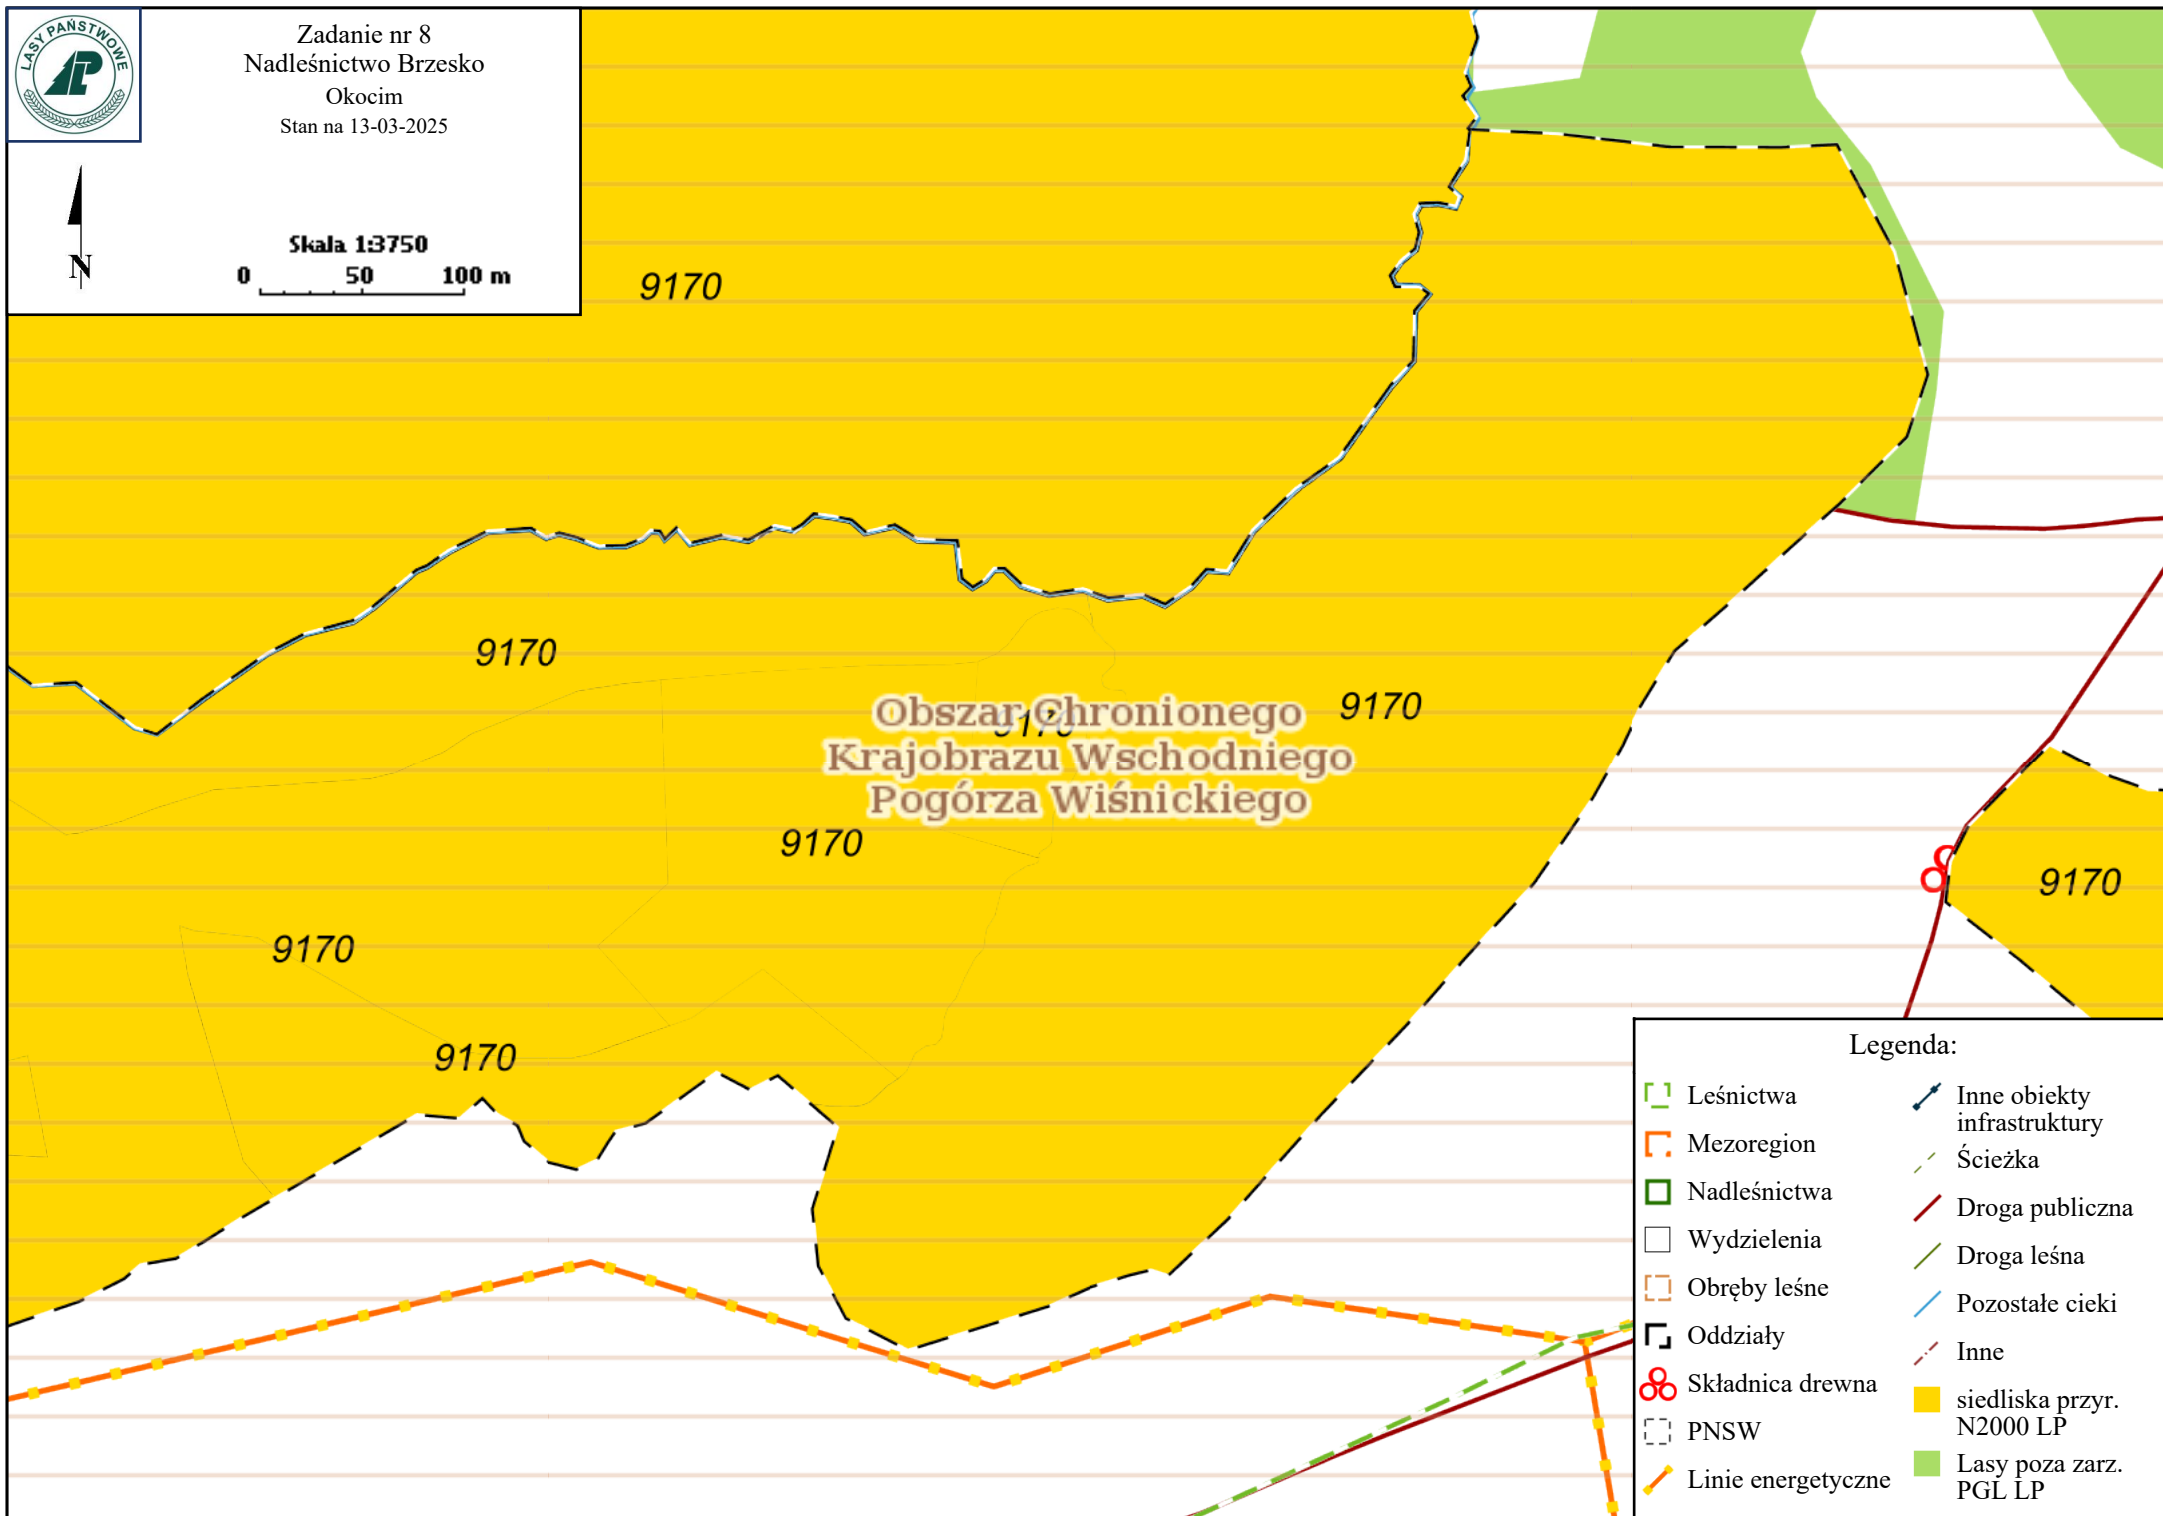 LASY PAŃSTWOWE
Zadanie nr 8
Nadleśnictwo Brzesko
Okocim
Stan na 13-03-2025
N
Skala 1:3750
0 50 100 m
9170
9170
9170
9170
Obszar Chronionego
Krajobrazu Wschodniego
Pogórza Wiśnickiego
9170
9170
9170
9170
Legenda:
Leśnictwa
Mezoregion
Nadleśnictwa
Wydzielenia
Obręby leśne
Oddziały
Składnica drewna
PNSW
Linie energetyczne
Inne obiekty
infrastruktury
Ścieżka
Droga publiczna
Droga leśna
Pozostałe cieki
Inne
siedliska przyr.
N2000 LP
Lasy poza zarz.
PGL LP